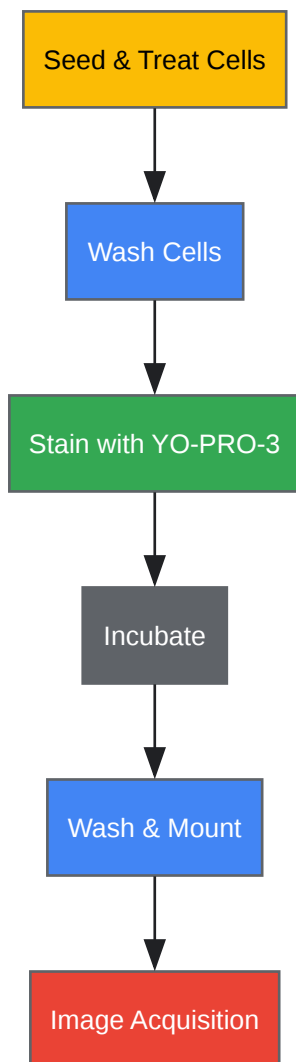 Seed & Treat Cells
Wash Cells
Stain with YO-PRO-3
Incubate
Wash & Mount
Image Acquisition